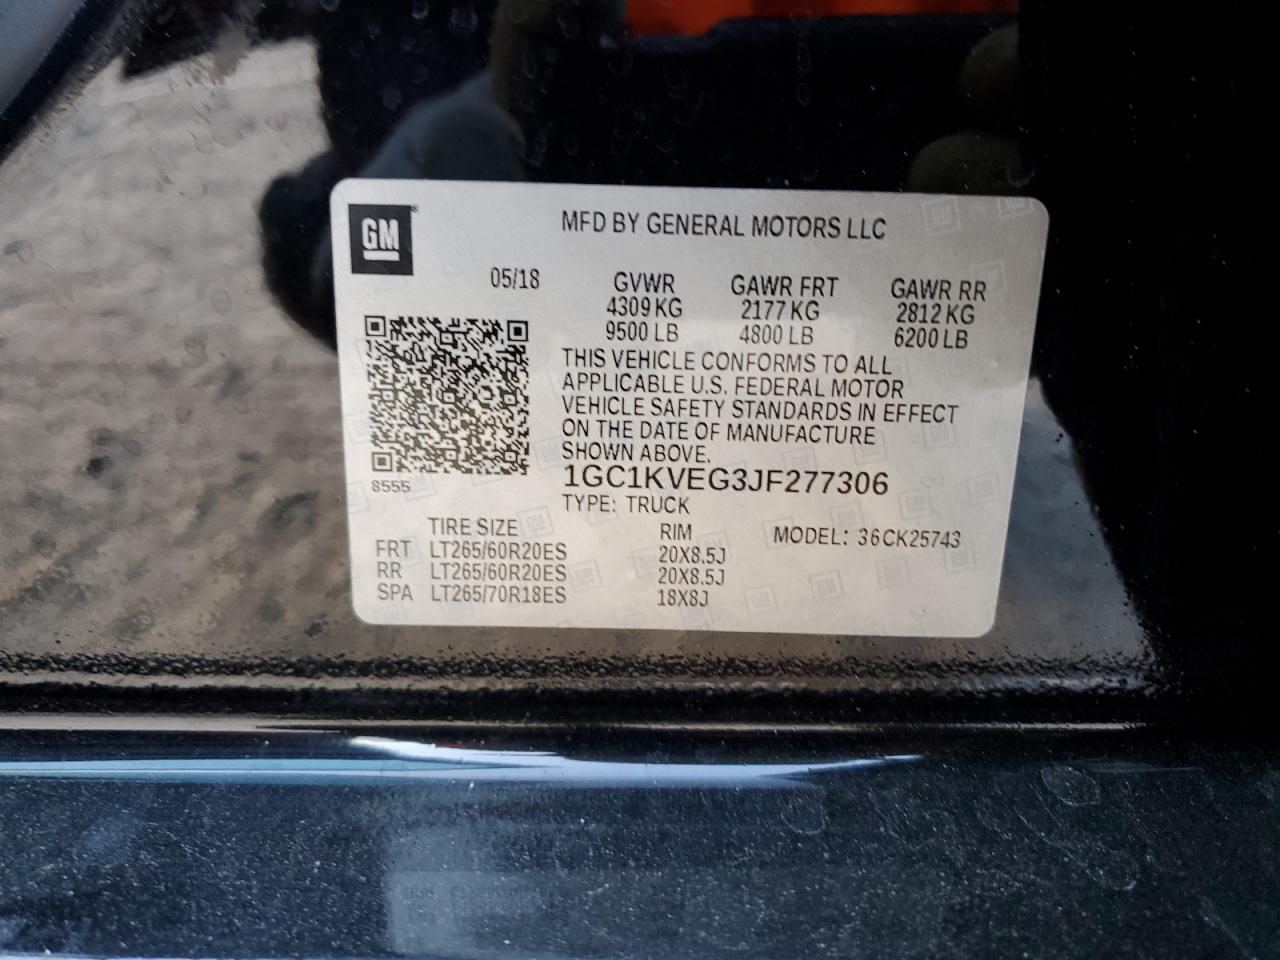 GM
MFD BY GENERAL MOTORS LLC
05/18 GVWR GAWR FRT GAWR RR
4309 KG 2177 KG 2812 KG
9500 LB 4800 LB 6200 LB
THIS VEHICLE CONFORMS TO ALL
APPLICABLE U.S. FEDERAL MOTOR
VEHICLE SAFETY STANDARDS IN EFFECT
ON THE DATE OF MANUFACTURE
SHOWN ABOVE.
8555
1GC1KVEG3JF277306
TYPE: TRUCK
TIRE SIZE RIM MODEL: 36CK25743
FRT LT265/60R20ES 20X8.5J
RR LT265/60R20ES 20X8.5J
SPA LT265/70R18ES 18X8J